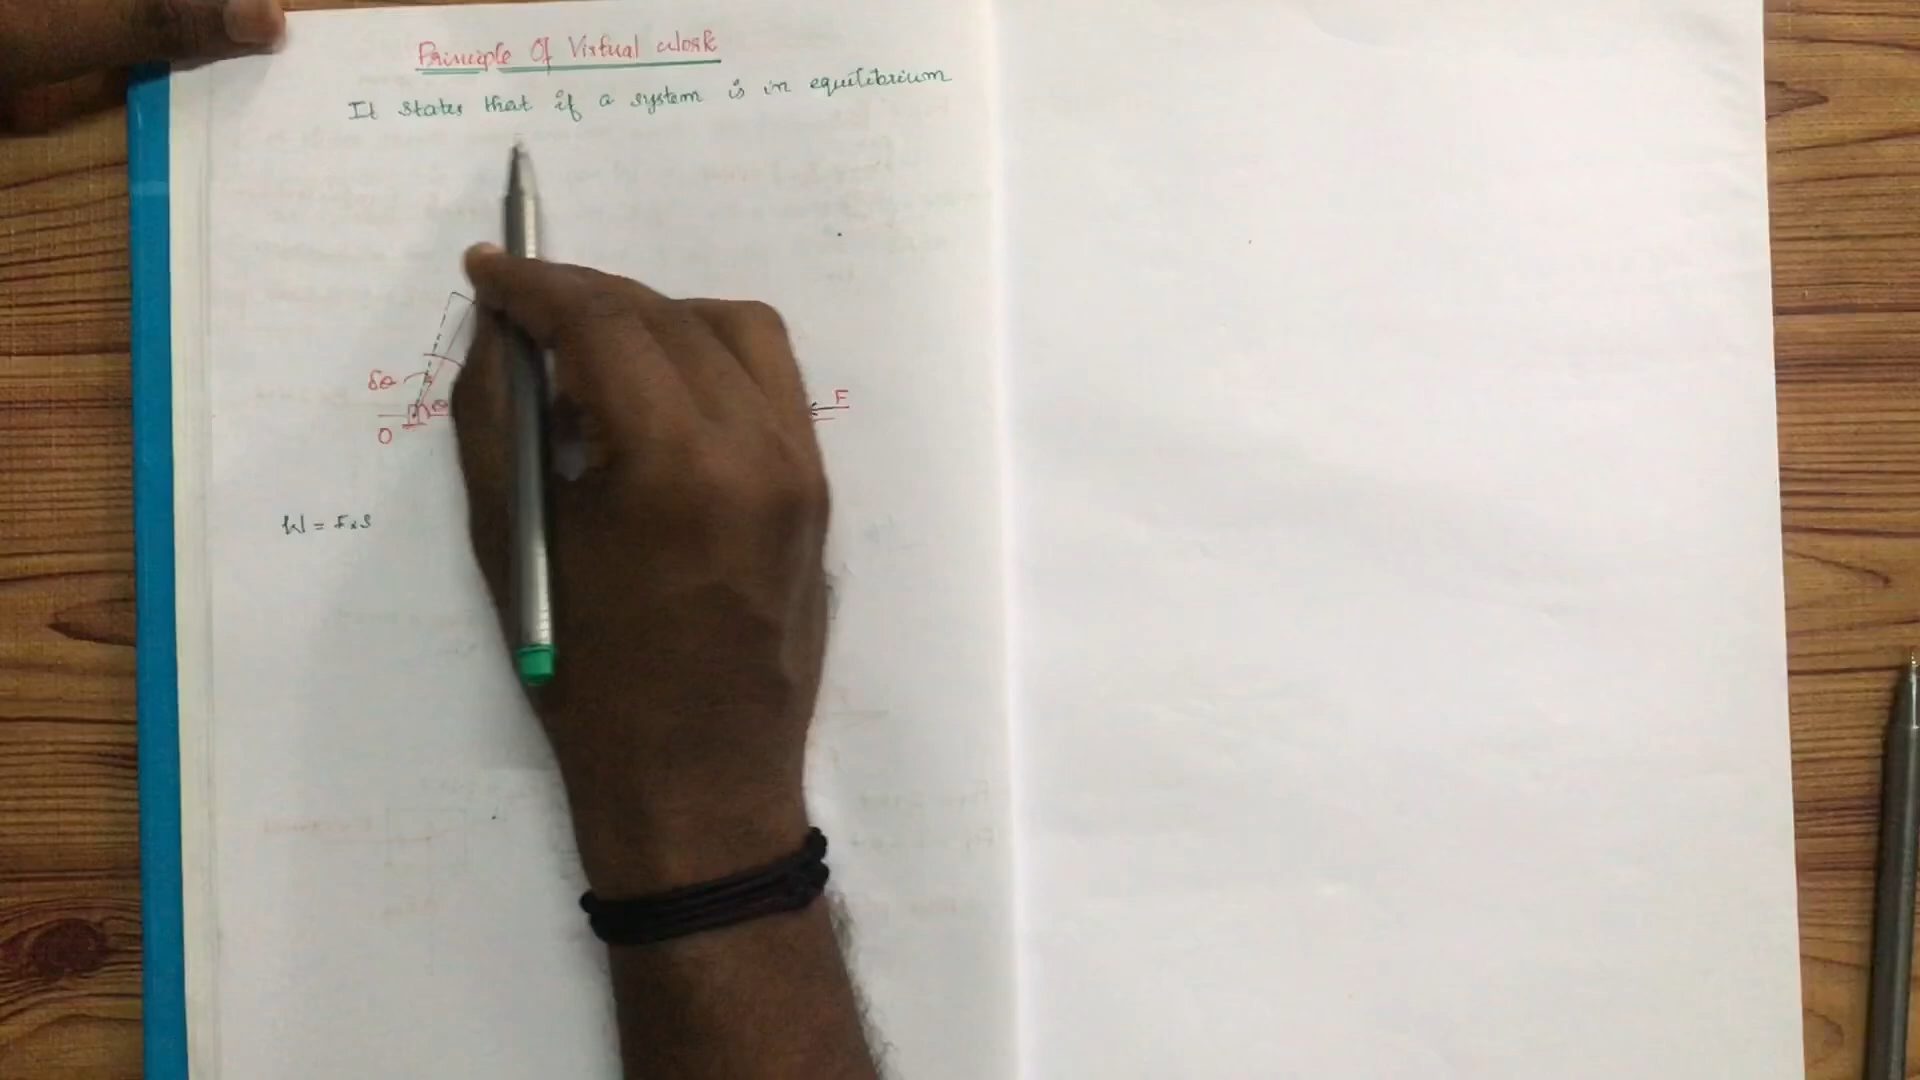 Principle Of Virtual Work
It states that if a system is in equilibrium
δθ
θ
F
O
W = F×S